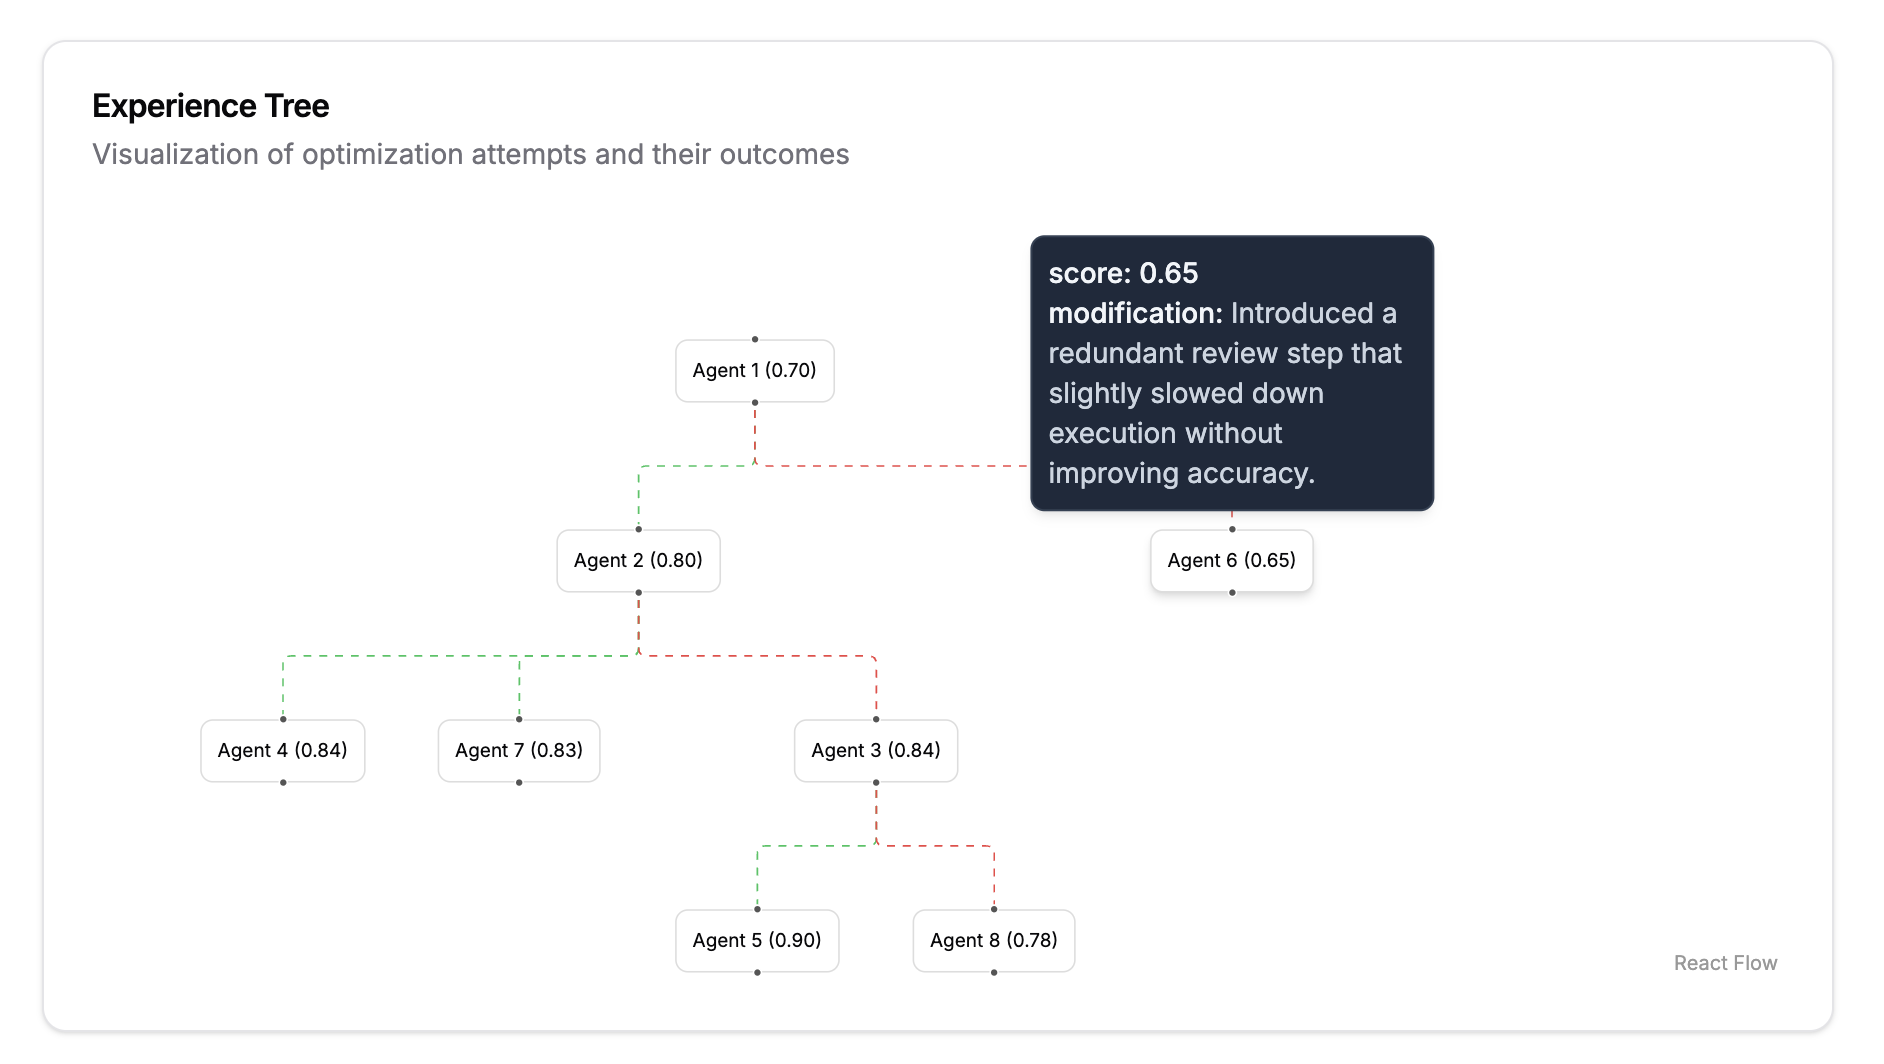 Experience Tree
Visualization of optimization attempts and their outcomes
score: 0.65
modification: Introduced a
redundant review step that
slightly slowed down
execution without
improving accuracy.
Agent 1 (0.70)
Agent 2 (0.80)
Agent 6 (0.65)
Agent 4 (0.84)
Agent 7 (0.83)
Agent 3 (0.84)
Agent 5 (0.90)
Agent 8 (0.78)
React Flow